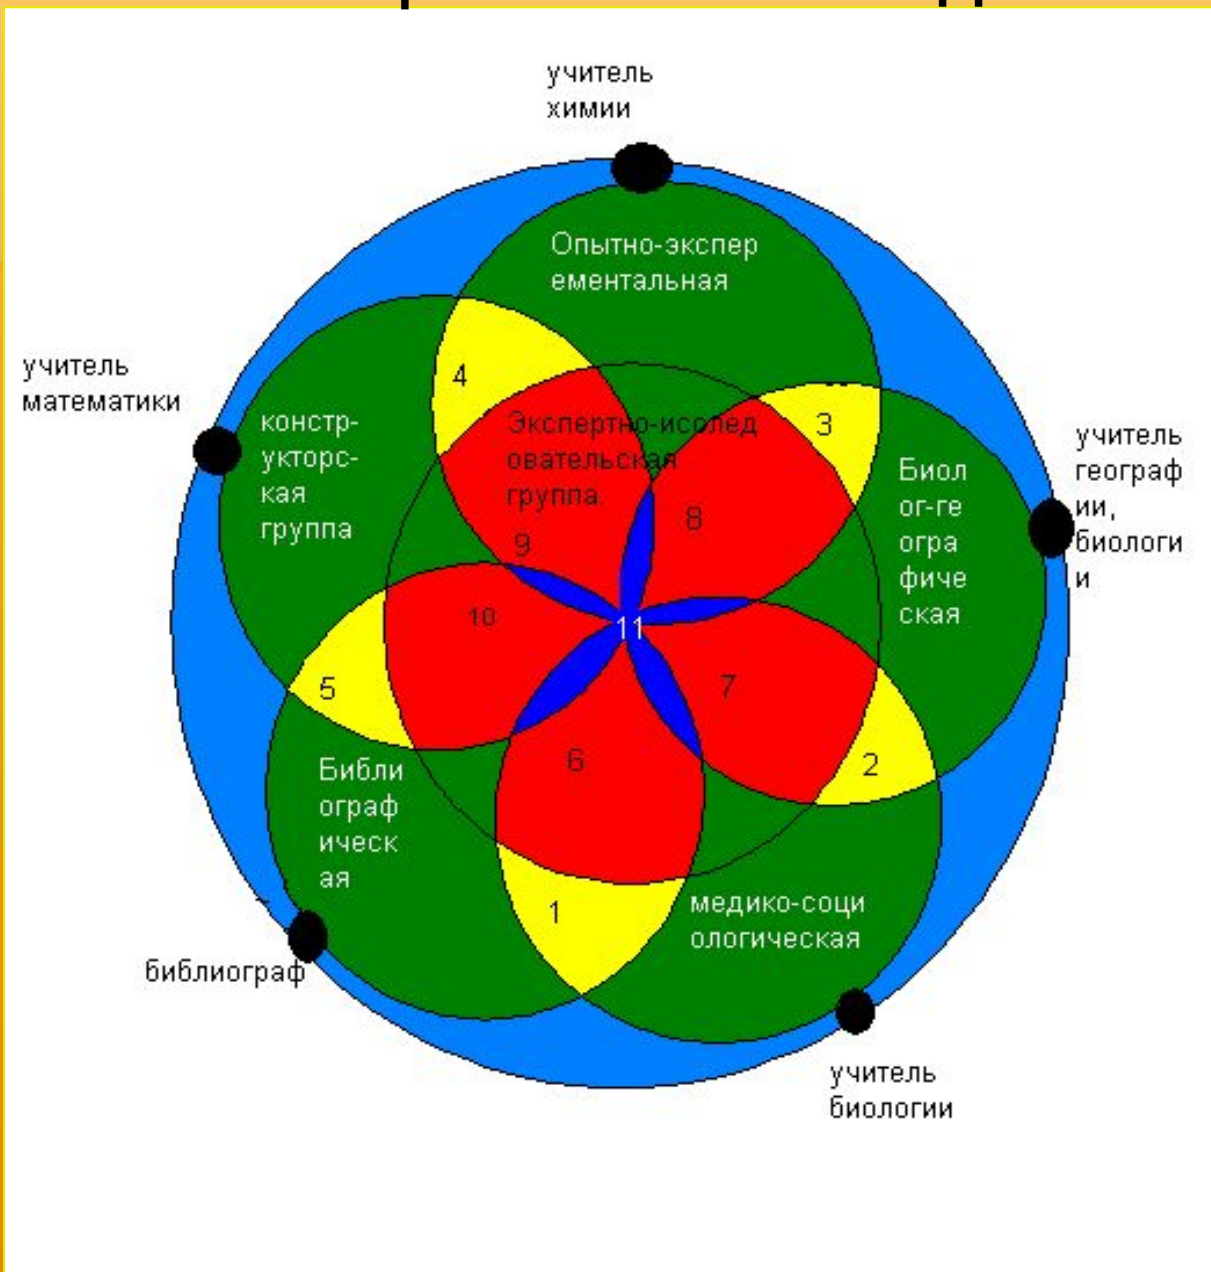 учитель
химии
Опытно-экспер
ементальная
учитель
математики
4
3
констр-
укторс-
кая
группа
Экспертно-исолед
овательская
группа.
учитель
географ
ии,
биологи
и
Биол
ог-ге
огра
фиче
ская
8
9
10
11
5
7
6
2
Библи
ограф
ическ
ая
1
медико-соци
ологическая
библиограф
учитель
биологии